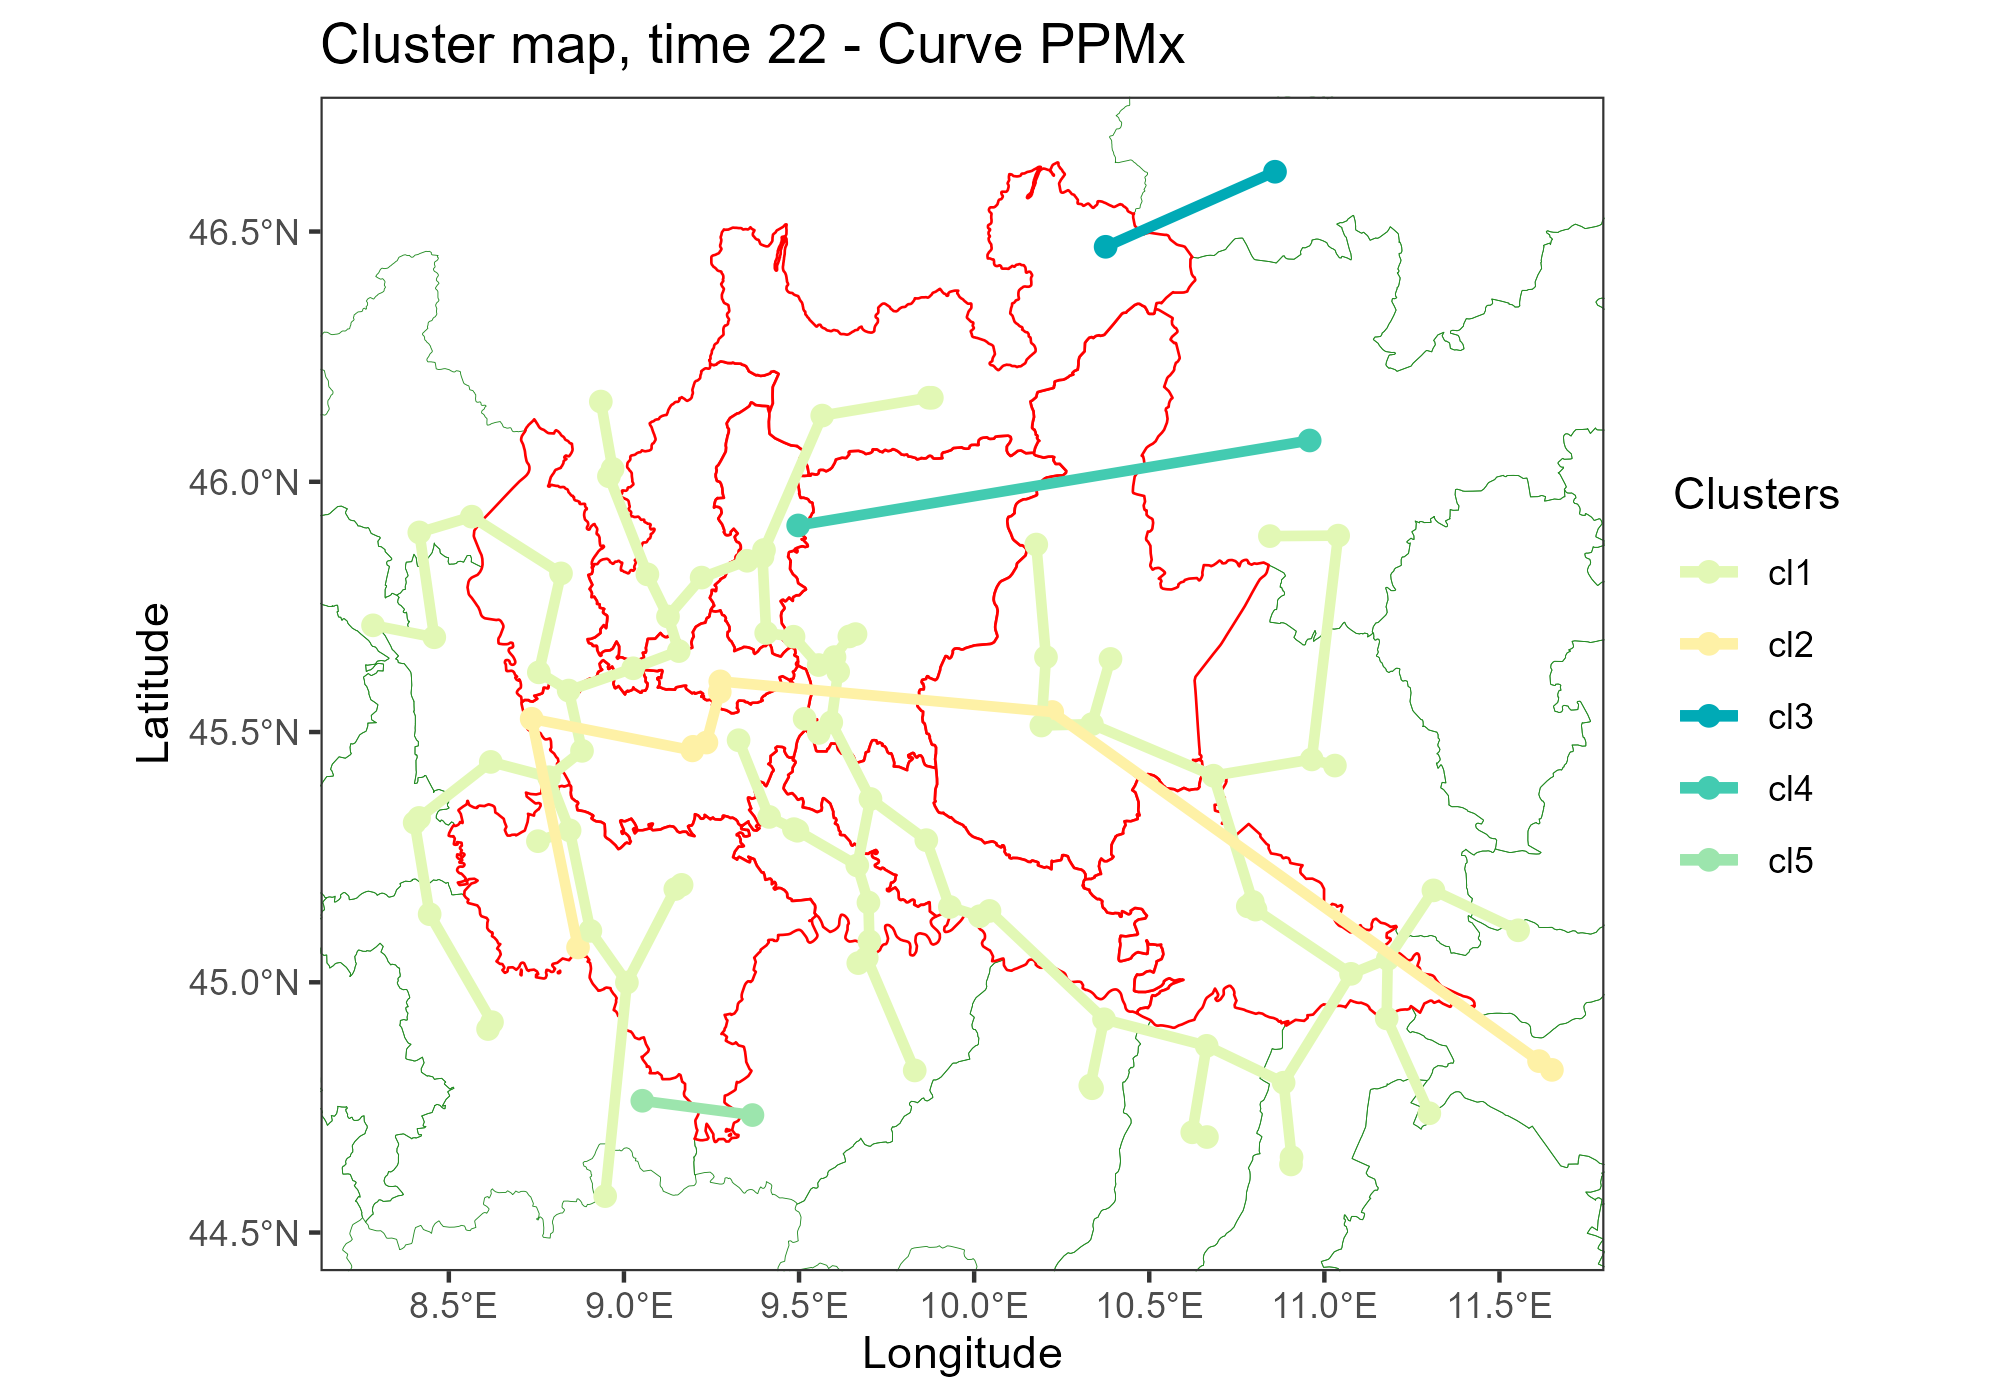 Cluster map, time 22 - Curve PPMx
46.5°N
46.0°N
45.5°N
45.0°N
44.5°N
Latitude
8.5°E
9.0°E
9.5°E
10.0°E
10.5°E
11.0°E
11.5°E
Longitude
Clusters
cl1
cl2
cl3
cl4
cl5